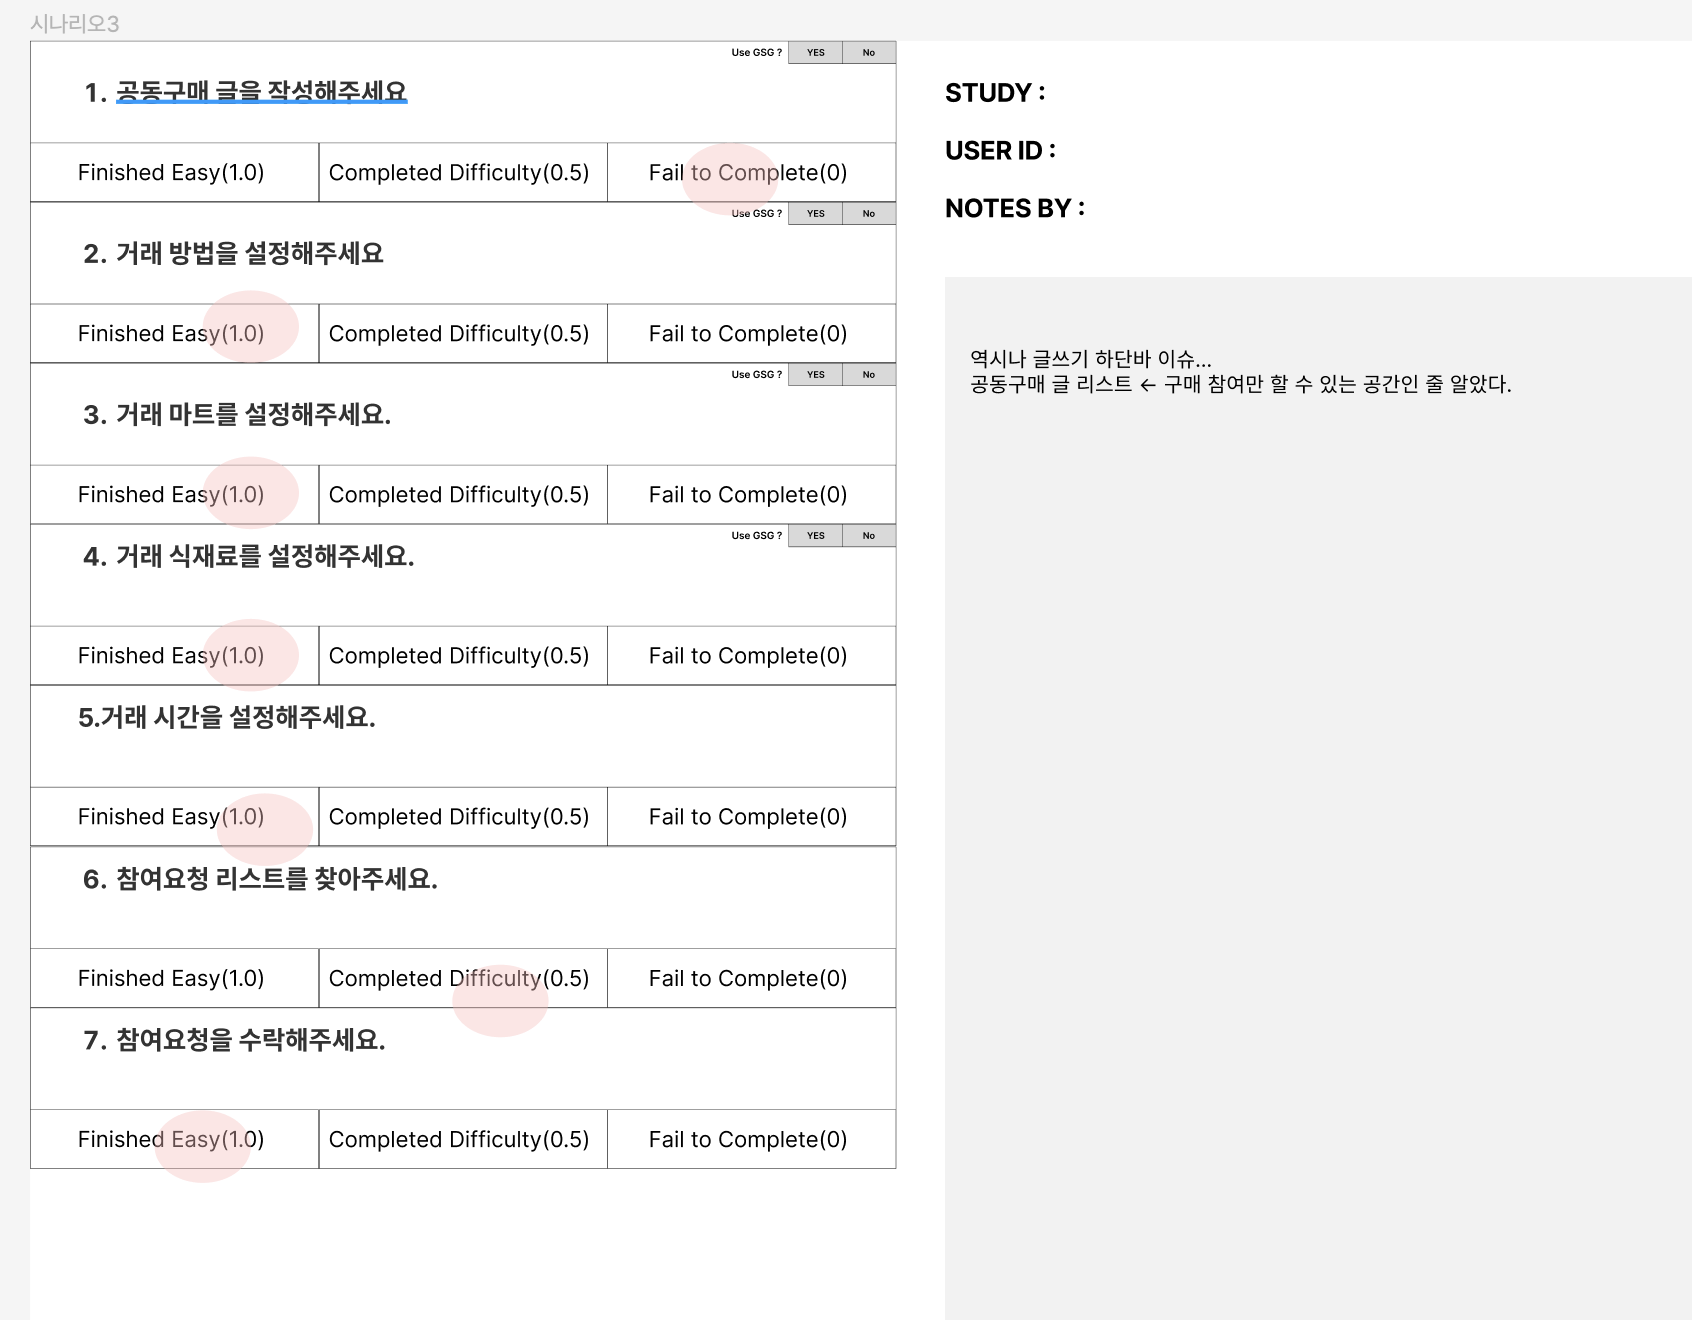 시나리오3
Use GSG ? YES No
1. 공동구매 글을 작성해주세요
Finished Easy(1.0) Completed Difficulty(0.5) Fail to Complete(0)
Use GSG ? YES No
2. 거래 방법을 설정해주세요
Finished Easy(1.0) Completed Difficulty(0.5) Fail to Complete(0)
Use GSG ? YES No
3. 거래 마트를 설정해주세요.
Finished Easy(1.0) Completed Difficulty(0.5) Fail to Complete(0)
Use GSG ? YES No
4. 거래 식재료를 설정해주세요.
Finished Easy(1.0) Completed Difficulty(0.5) Fail to Complete(0)
5.거래 시간을 설정해주세요.
Finished Easy(1.0) Completed Difficulty(0.5) Fail to Complete(0)
6. 참여요청 리스트를 찾아주세요.
Finished Easy(1.0) Completed Difficulty(0.5) Fail to Complete(0)
7. 참여요청을 수락해주세요.
Finished Easy(1.0) Completed Difficulty(0.5) Fail to Complete(0)
STUDY :
USER ID :
NOTES BY :
역시나 글쓰기 하단바 이슈...
공동구매 글 리스트 ← 구매 참여만 할 수 있는 공간인 줄 알았다.